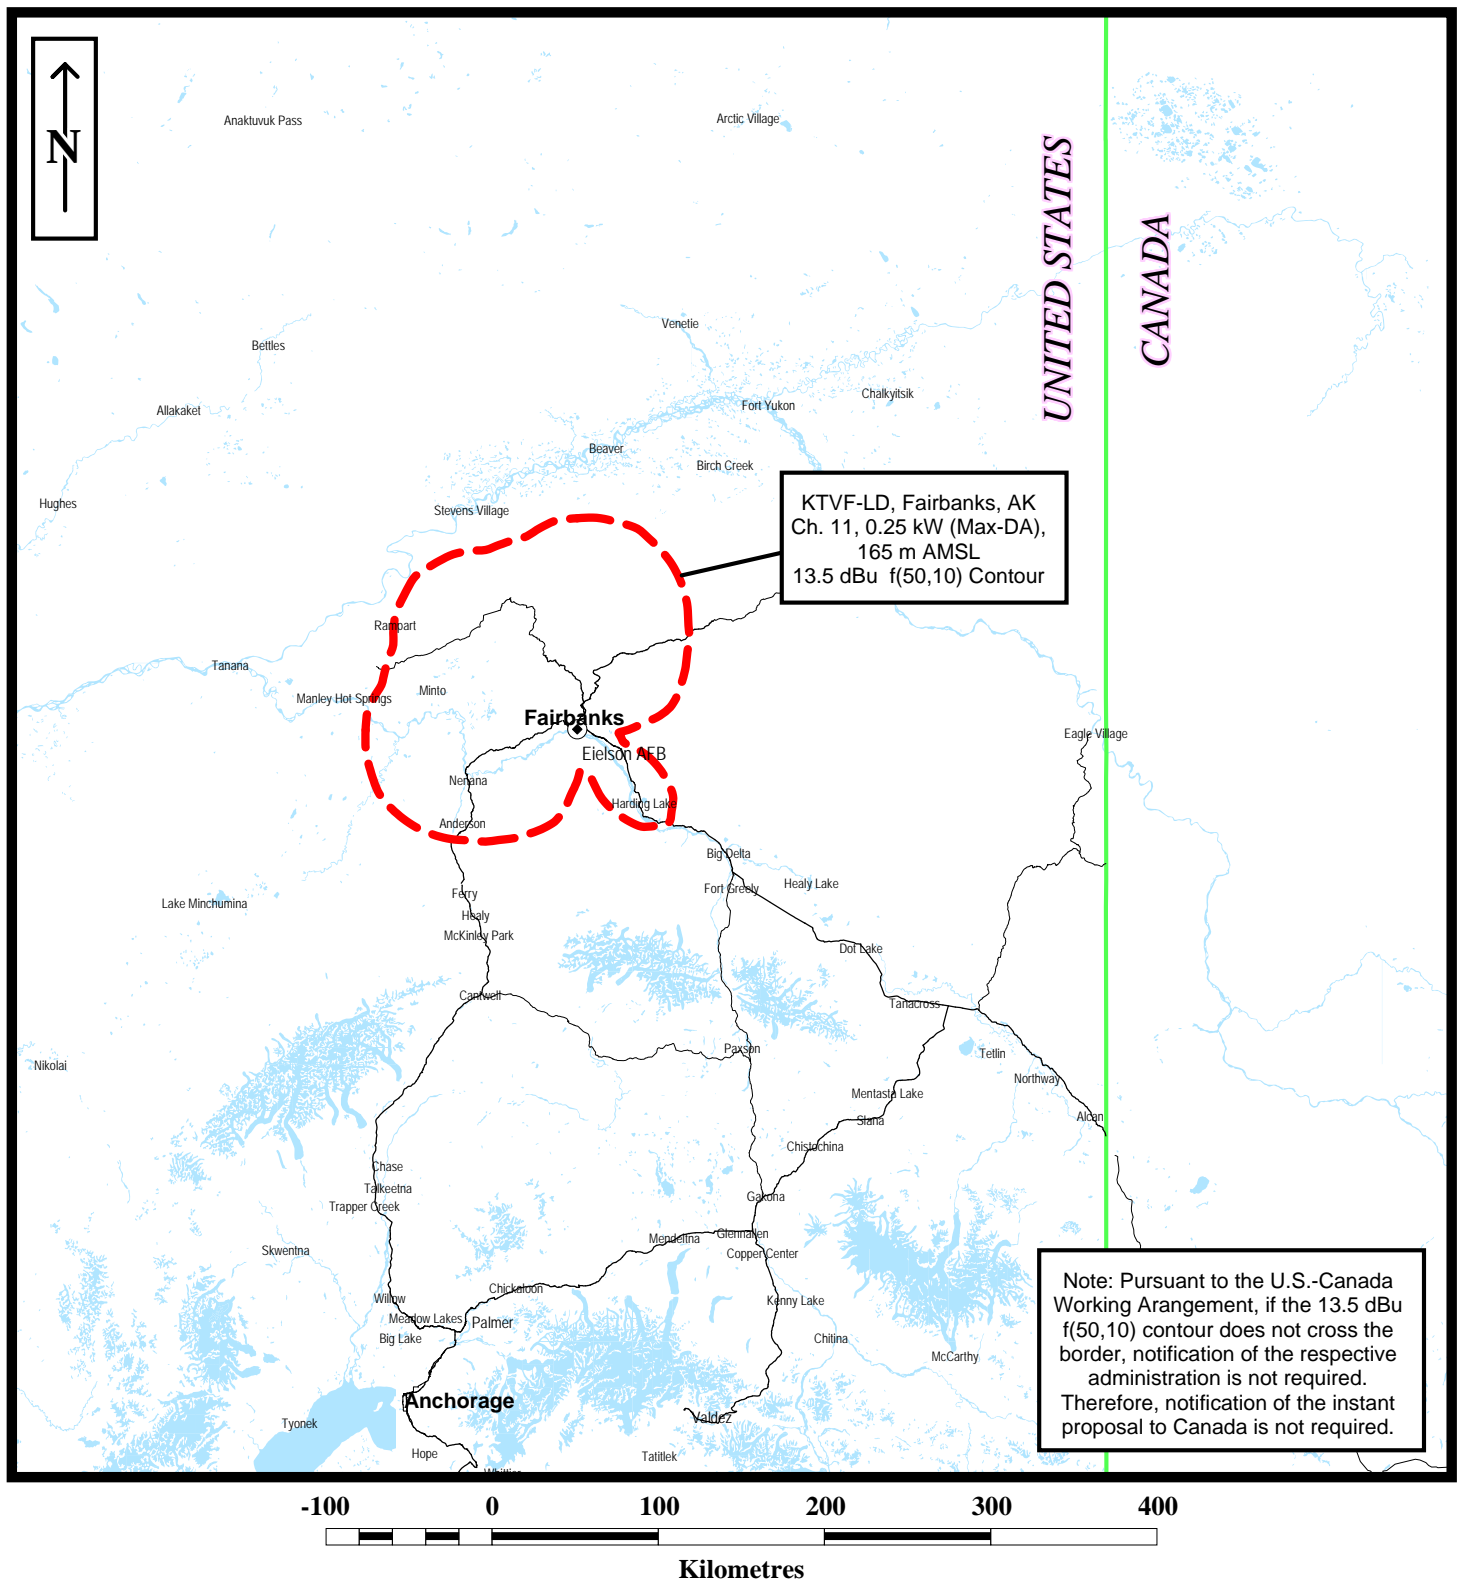 N
Anaktuvuk Pass
Arctic Village
UNITED STATES
CANADA
Venetie
Bettles
Chalkyitsik
Allakaket
Fort Yukon
Beaver
Birch Creek
Hughes
Stevens Village
KTVF-LD, Fairbanks, AK
Ch. 11, 0.25 kW (Max-DA),
165 m AMSL
13.5 dBu f(50,10) Contour
Rampart
Tanana
Manley Hot Springs
Minto
Fairbanks
Eagle Village
Eielson AFB
Nenana
Harding Lake
Anderson
Big Delta
Healy Lake
Fort Greely
Ferry
Lake Minchumina
Healy
McKinley Park
Dot Lake
Cantwell
Tanacross
Paxson
Tetlin
Nikolai
Northway
Mentasta Lake
Slana
Alcan
Chistochina
Chase
Talkeetna
Trapper Creek
Gakona
Mendeltna
Glennallen
Skwentna
Copper Center
Chickaloon
Willow
Kenny Lake
Meadow Lakes
Palmer
Big Lake
Chitina
McCarthy
Anchorage
Valdez
Tyonek
Hope
Tatitlek
Whittier
Note: Pursuant to the U.S.-Canada
Working Arangement, if the 13.5 dBu
f(50,10) contour does not cross the
border, notification of the respective
administration is not required.
Therefore, notification of the instant
proposal to Canada is not required.
-100 0 100 200 300 400
Kilometres